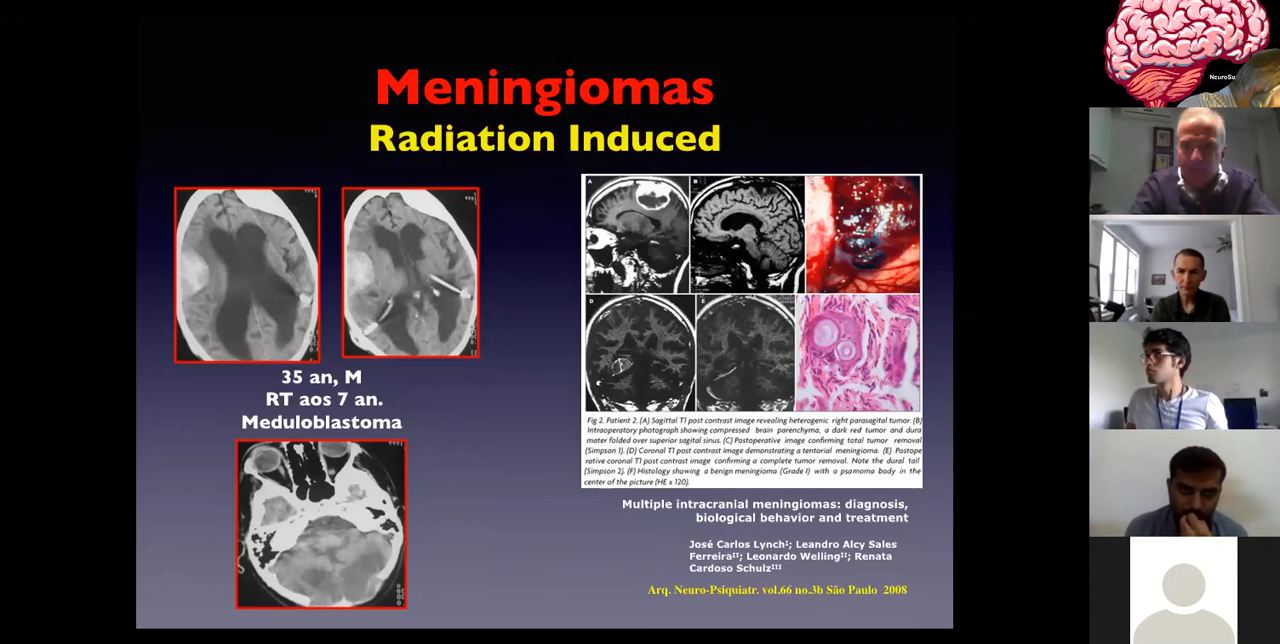 Meningiomas
Radiation Induced
35 an, M
RT aos 7 an.
Meduloblastoma
A
B
D
E
Fig 2. Patient 2. (A) Sagittal T1 post contrast image revealing heterogenic right parasagital tumor. (B)
Intraoperatory photograph showing compressed brain parenchyma, a dark red tumor and dura
mater folded over superior sagital sinus. (C) Postoperative image confirming total tumor removal
(Simpson 1). (D) Coronal T1 post contrast image demonstrating a tentorial meningioma. (E) Postope
rative coronal T1 post contrast image confirming a complete tumor removal. Note the dural tail
(Simpson 2). (F) Histology showing a benign meningioma (Grade I) with a psamoma body in the
center of the picture (HE x 120).
Multiple intracranial meningiomas: diagnosis,
biological behavior and treatment
José Carlos Lynchᴵ; Leandro Alcy Sales
Ferreiraᴵᴵ; Leonardo Wellingᴵᴵ; Renata
Cardoso Schulzᴵᴵᴵ
Arq. Neuro-Psiquiatr. vol.66 no.3b São Paulo 2008
NeuroSu